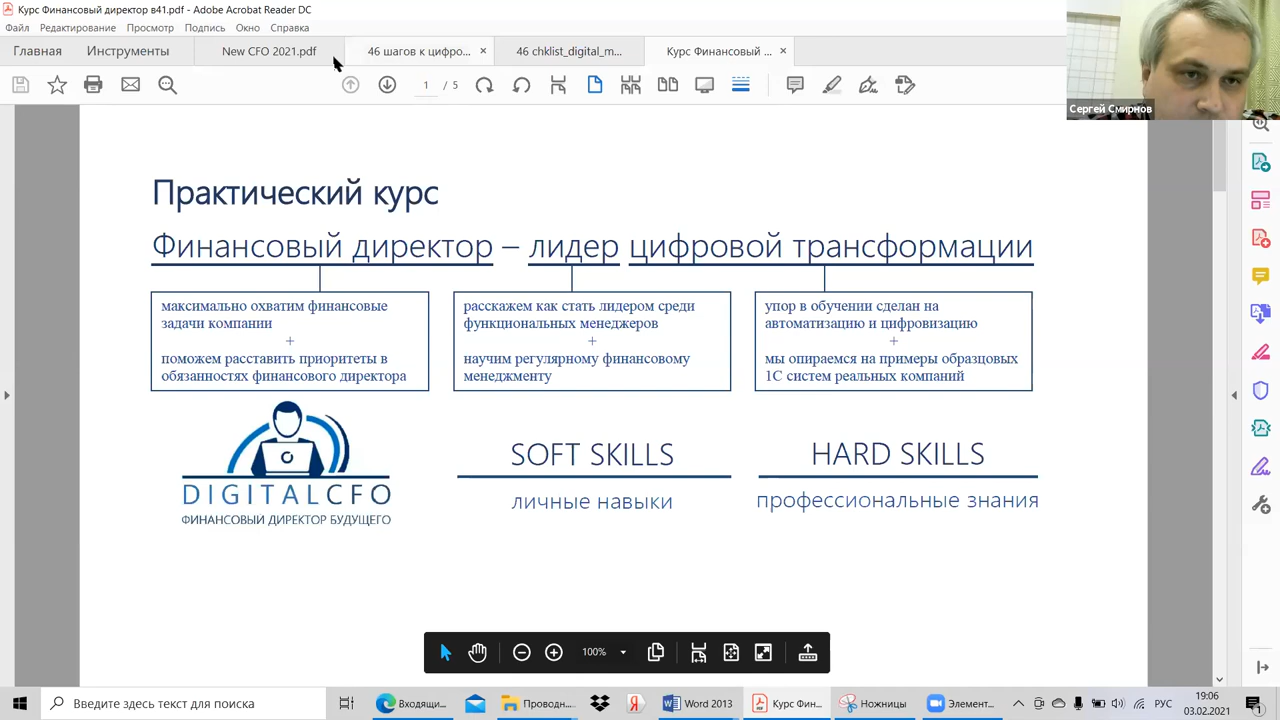 Курс Финансовый директор в41.pdf - Adobe Acrobat Reader DC
Файл Редактирование Просмотр Подпись Окно Справка
Главная Инструменты New CFO 2021.pdf 46 шагов к цифро... × 46 chklist_digital_m... Курс Финансовый ... ×
1 / 5
Сергей Смирнов
Практический курс
Финансовый директор – лидер цифровой трансформации
максимально охватим финансовые
задачи компании
+
поможем расставить приоритеты в
обязанностях финансового директора
расскажем как стать лидером среди
функциональных менеджеров
+
научим регулярному финансовому
менеджменту
упор в обучении сделан на
автоматизацию и цифровизацию
+
мы опираемся на примеры образцовых
1С систем реальных компаний
DIGITALCFO
ФИНАНСОВЫЙ ДИРЕКТОР БУДУЩЕГО
SOFT SKILLS
личные навыки
HARD SKILLS
профессиональные знания
100%
Введите здесь текст для поиска
Входящи...
Проводн...
Word 2013
Курс Фин...
Ножницы
Элемент...
РУС
19:06
03.02.2021